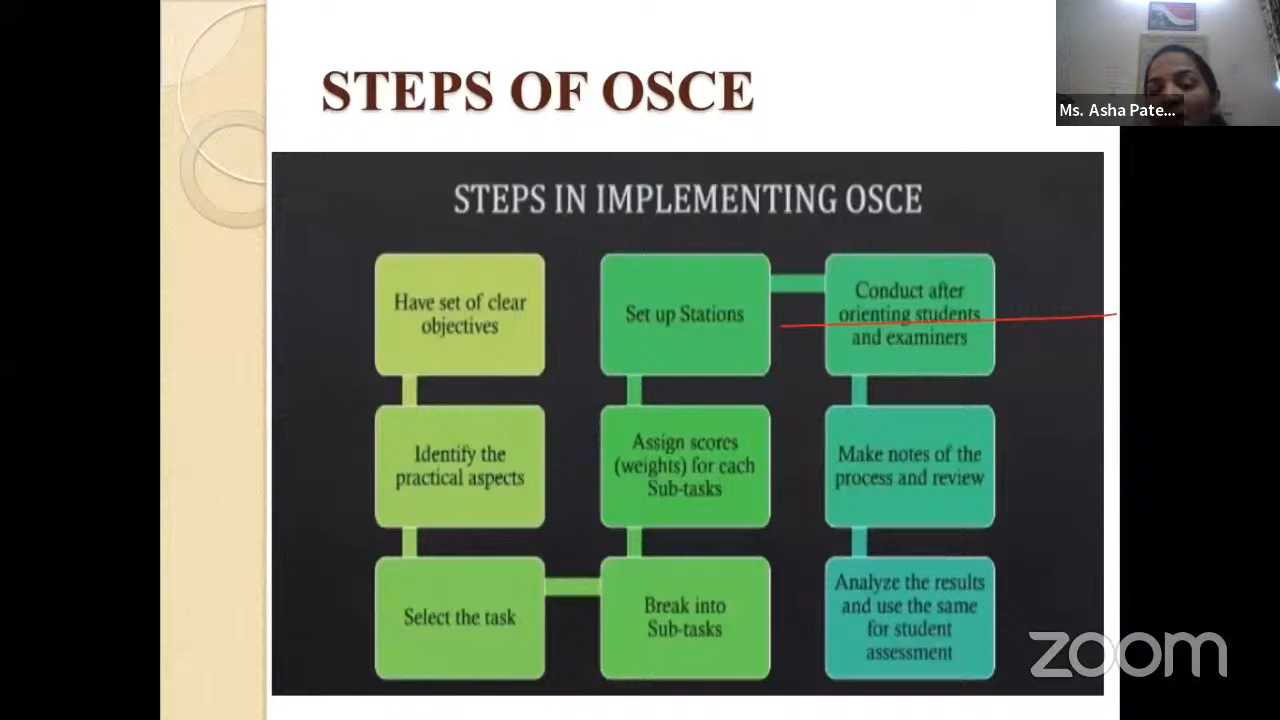 STEPS OF OSCE
Ms. Asha Pate...
STEPS IN IMPLEMENTING OSCE
Have set of clear
objectives
Identify the
practical aspects
Select the task
Break into
Sub-tasks
Assign scores
(weights) for each
Sub-tasks
Set up Stations
Conduct after
orienting students
and examiners
Make notes of the
process and review
Analyze the results
and use the same
for student
assessment
zoom